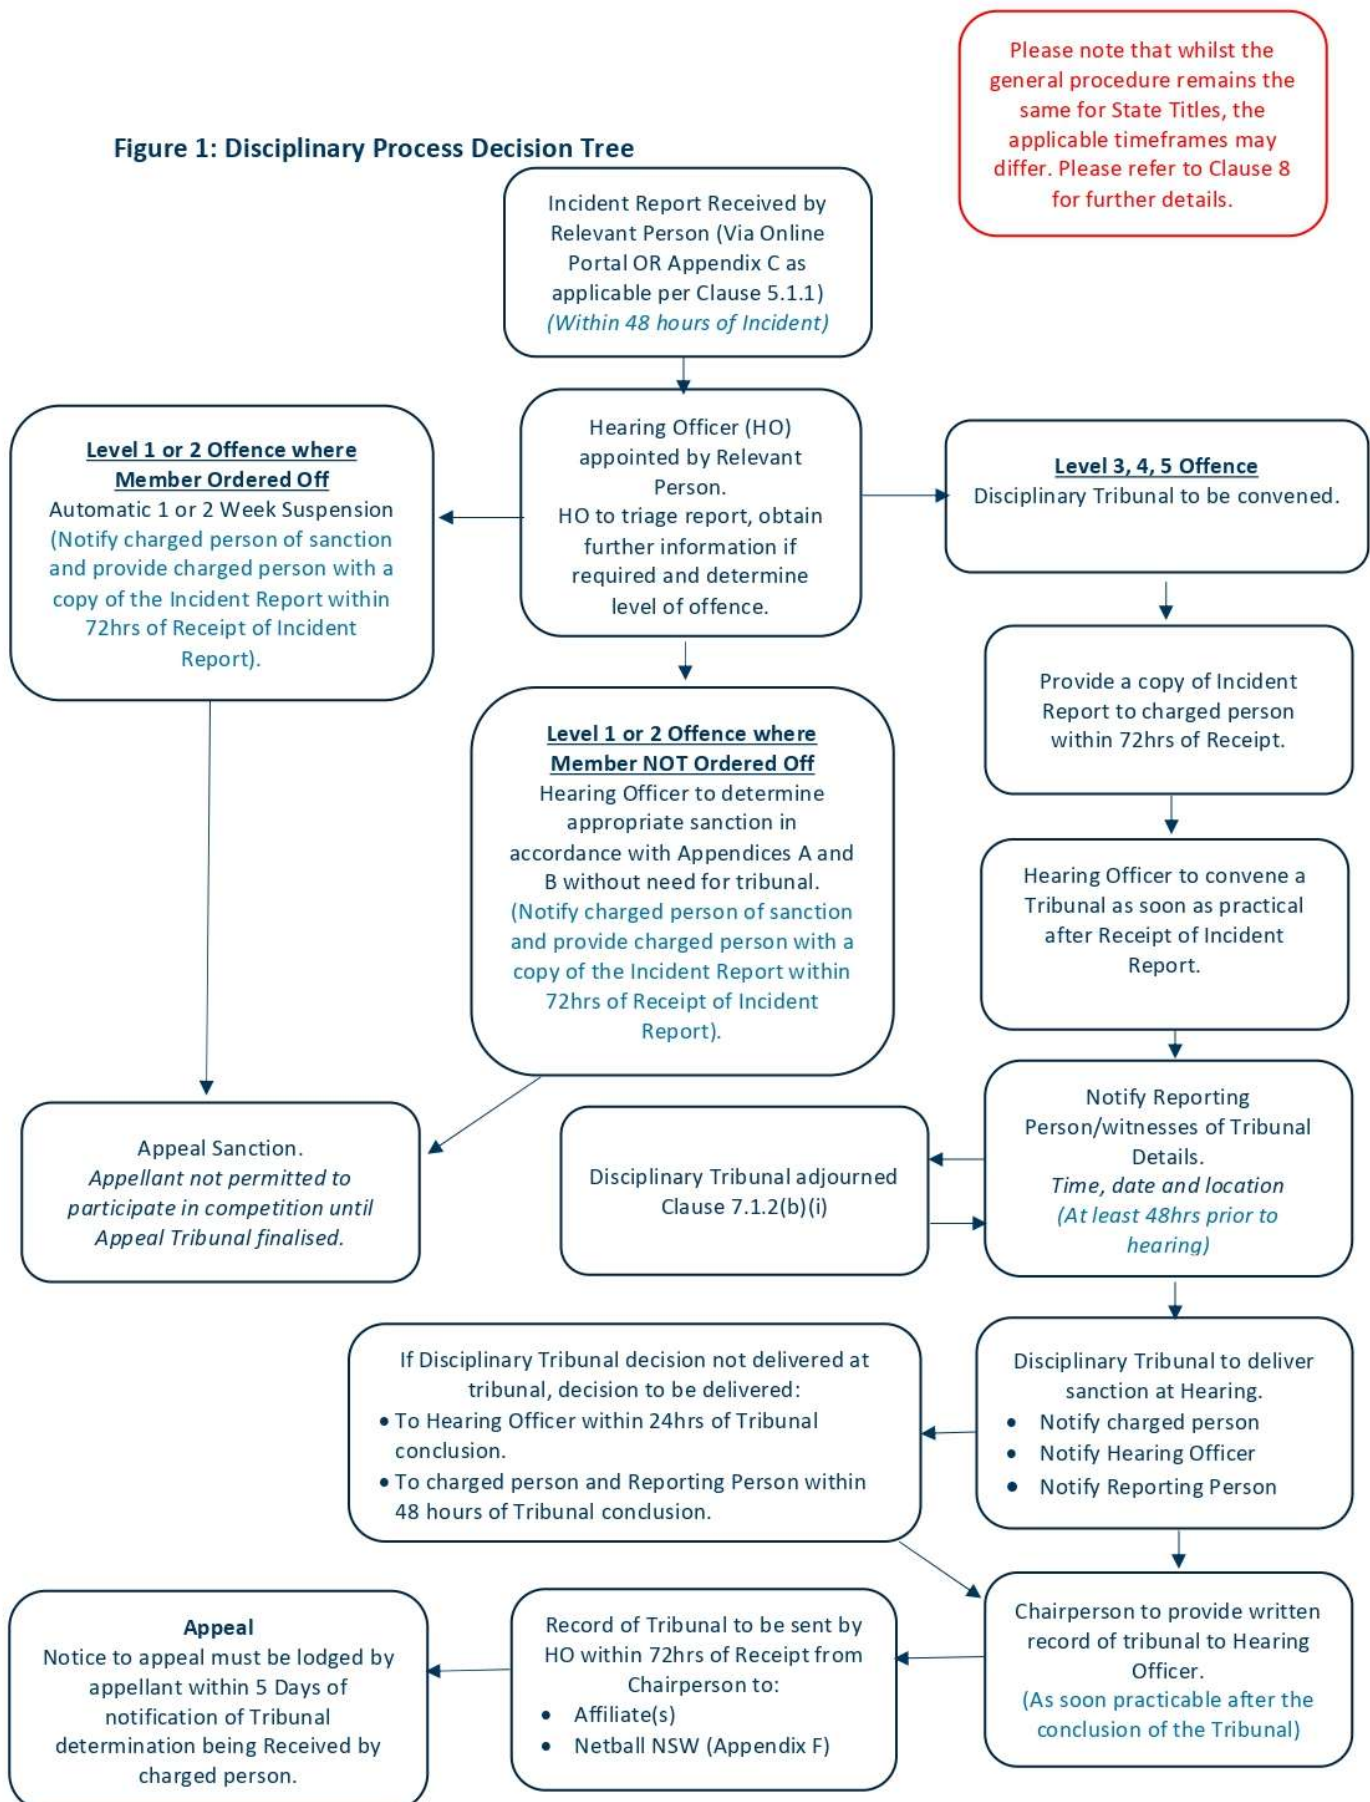 Please note that whilst the
general procedure remains the
same for State Titles, the
applicable timeframes may
differ. Please refer to Clause 8
for further details.
Figure 1: Disciplinary Process Decision Tree
Incident Report Received by
Relevant Person (Via Online
Portal OR Appendix C as
applicable per Clause 5.1.1)
(Within 48 hours of Incident)
Level 1 or 2 Offence where
Member Ordered Off
Automatic 1 or 2 Week Suspension
(Notify charged person of sanction
and provide charged person with a
copy of the Incident Report within
72hrs of Receipt of Incident
Report).
Hearing Officer (HO)
appointed by Relevant
Person.
HO to triage report, obtain
further information if
required and determine
level of offence.
Level 3, 4, 5 Offence
Disciplinary Tribunal to be convened.
Provide a copy of Incident
Report to charged person
within 72hrs of Receipt.
Level 1 or 2 Offence where
Member NOT Ordered Off
Hearing Officer to determine
appropriate sanction in
accordance with Appendices A and
B without need for tribunal.
(Notify charged person of sanction
and provide charged person with a
copy of the Incident Report within
72hrs of Receipt of Incident
Report).
Hearing Officer to convene a
Tribunal as soon as practical
after Receipt of Incident
Report.
Appeal Sanction.
Appellant not permitted to
participate in competition until
Appeal Tribunal finalised.
Disciplinary Tribunal adjourned
Clause 7.1.2(b)(i)
Notify Reporting
Person/witnesses of Tribunal
Details.
Time, date and location
(At least 48hrs prior to
hearing)
If Disciplinary Tribunal decision not delivered at
tribunal, decision to be delivered:
• To Hearing Officer within 24hrs of Tribunal
conclusion.
• To charged person and Reporting Person within
48 hours of Tribunal conclusion.
Disciplinary Tribunal to deliver
sanction at Hearing.
• Notify charged person
• Notify Hearing Officer
• Notify Reporting Person
Appeal
Notice to appeal must be lodged by
appellant within 5 Days of
notification of Tribunal
determination being Received by
charged person.
Record of Tribunal to be sent by
HO within 72hrs of Receipt from
Chairperson to:
• Affiliate(s)
• Netball NSW (Appendix F)
Chairperson to provide written
record of tribunal to Hearing
Officer.
(As soon practicable after the
conclusion of the Tribunal)